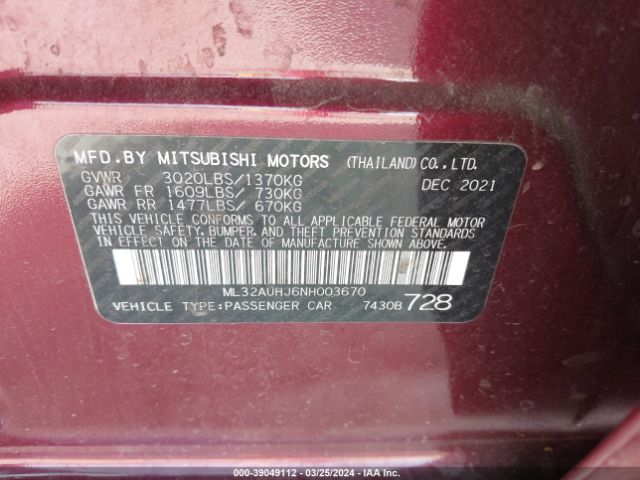 MFD.BY MITSUBISHI MOTORS (THAILAND)CO.,LTD.
GVWR 3020LBS/1370KG DEC 2021
GAWR FR 1609LBS/ 730KG
GAWR RR 1477LBS/ 670KG
THIS VEHICLE CONFORMS TO ALL APPLICABLE FEDERAL MOTOR
VEHICLE SAFETY, BUMPER, AND THEFT PREVENTION STANDARDS
IN EFFECT ON THE DATE OF MANUFACTURE SHOWN ABOVE.
ML32AUHJ6NH003670
VEHICLE TYPE:PASSENGER CAR 7430B 728
000-39049112 - 03/25/2024 - IAA Inc.